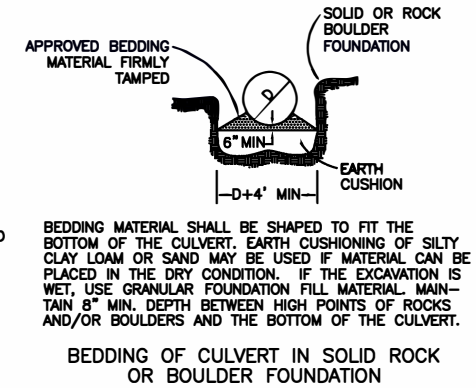 SOLID OR ROCK
BOULDER
FOUNDATION
APPROVED BEDDING
MATERIAL FIRMLY
TAMPED
D
6" MIN
EARTH
CUSHION
D+4' MIN
D
BEDDING MATERIAL SHALL BE SHAPED TO FIT THE
BOTTOM OF THE CULVERT. EARTH CUSHIONING OF SILTY
CLAY LOAM OR SAND MAY BE USED IF MATERIAL CAN BE
PLACED IN THE DRY CONDITION. IF THE EXCAVATION IS
WET, USE GRANULAR FOUNDATION FILL MATERIAL. MAIN-
TAIN 8" MIN. DEPTH BETWEEN HIGH POINTS OF ROCKS
AND/OR BOULDERS AND THE BOTTOM OF THE CULVERT.
BEDDING OF CULVERT IN SOLID ROCK
OR BOULDER FOUNDATION